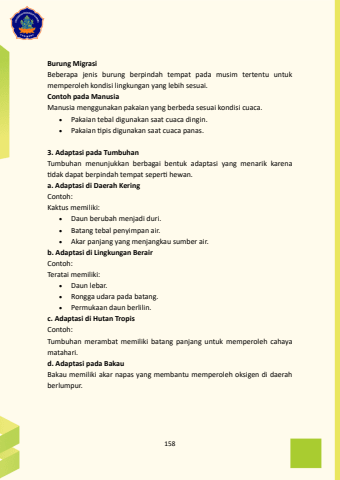 Burung Migrasi
Beberapa jenis burung berpindah tempat pada musim tertentu untuk
memperoleh kondisi lingkungan yang lebih sesuai.
Contoh pada Manusia
Manusia menggunakan pakaian yang berbeda sesuai kondisi cuaca.
• Pakaian tebal digunakan saat cuaca dingin.
• Pakaian tipis digunakan saat cuaca panas.
3. Adaptasi pada Tumbuhan
Tumbuhan menunjukkan berbagai bentuk adaptasi yang menarik karena
tidak dapat berpindah tempat seperti hewan.
a. Adaptasi di Daerah Kering
Contoh:
Kaktus memiliki:
• Daun berubah menjadi duri.
• Batang tebal penyimpan air.
• Akar panjang yang menjangkau sumber air.
b. Adaptasi di Lingkungan Berair
Contoh:
Teratai memiliki:
• Daun lebar.
• Rongga udara pada batang.
• Permukaan daun berlilin.
c. Adaptasi di Hutan Tropis
Contoh:
Tumbuhan merambat memiliki batang panjang untuk memperoleh cahaya
matahari.
d. Adaptasi pada Bakau
Bakau memiliki akar napas yang membantu memperoleh oksigen di daerah
berlumpur.
158